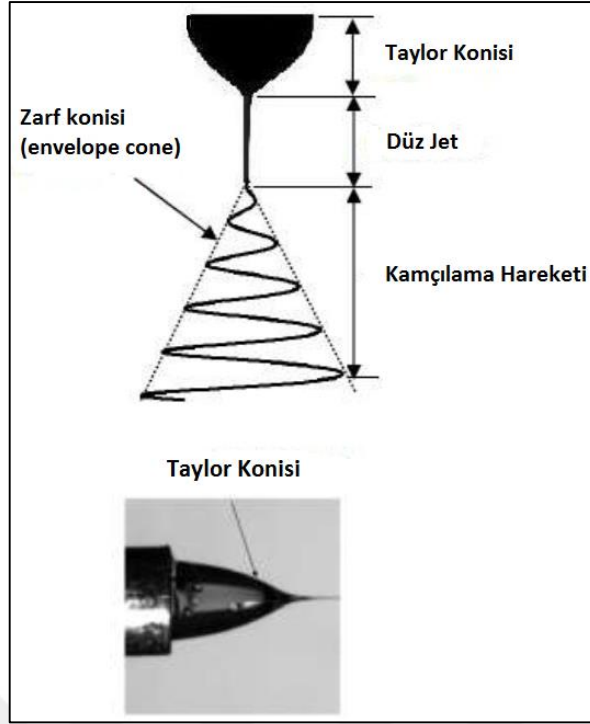 Taylor Konisi
Zarf konisi
(envelope cone)
Düz Jet
Kamçılama Hareketi
Taylor Konisi